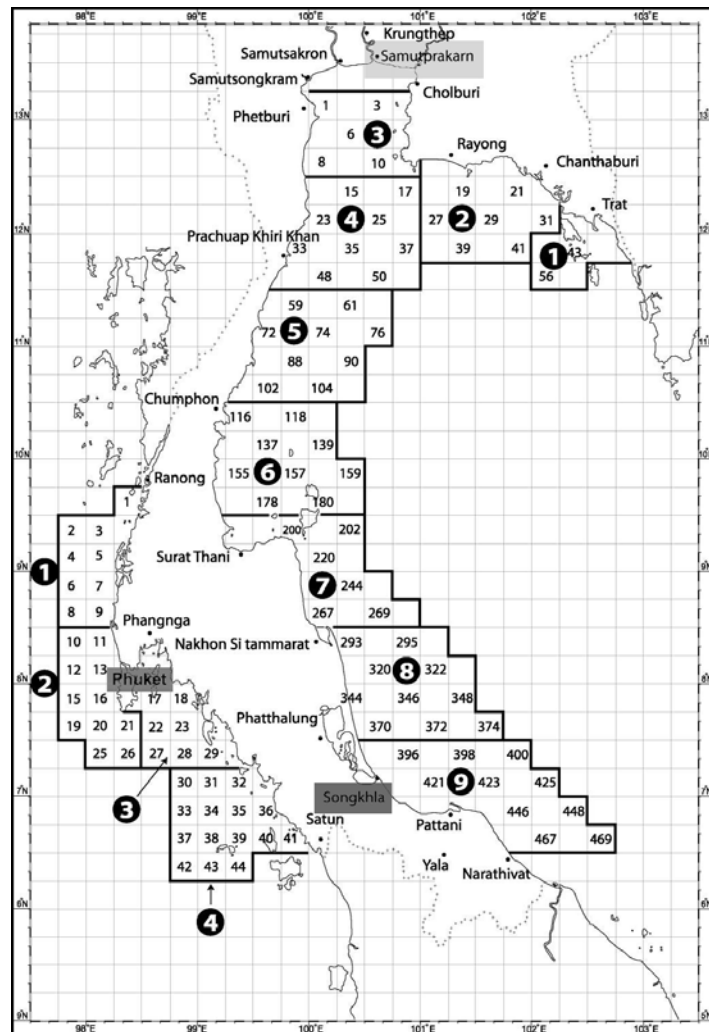 98°E 99°E 100°E 101°E 102°E 103°E
Krungthep
Samutsakron Samutprakarn
Samutsongkram Cholburi
13°N 1 3
Phetburi
6 3 Rayong
8 10 Chanthaburi
15 17 19 21
Trat
23 4 25 27 2 29 31
12°N
Prachuap Khiri Khan 33 35 37 39 41 1 43
48 50 56
59 61
72 5 74 76
11°N
88 90
102 104
Chumphon
116 118
137 139
10°N
155 6 157 159
Ranong
1 178 180
2 3 200 202
4 5 Surat Thani 220
9°N
1
6 7 7 244
8 9 267 269
Phangnga
10 11 Nakhon Si tammarat 293 295
12 13 320 8 322
8°N
2 Phuket
15 16 17 18 344 346 348
19 20 21 22 23 Phatthalung 370 372 374
25 26 27 28 29 396 398 400
3
30 31 32 421 9 423 425
7°N
Songkhla
33 34 35 36 Satun Pattani 446 448
37 38 39 40 41 467 469
Yala Narathivat
42 43 44
4
6°N
98°E 99°E 100°E 101°E 102°E 103°E